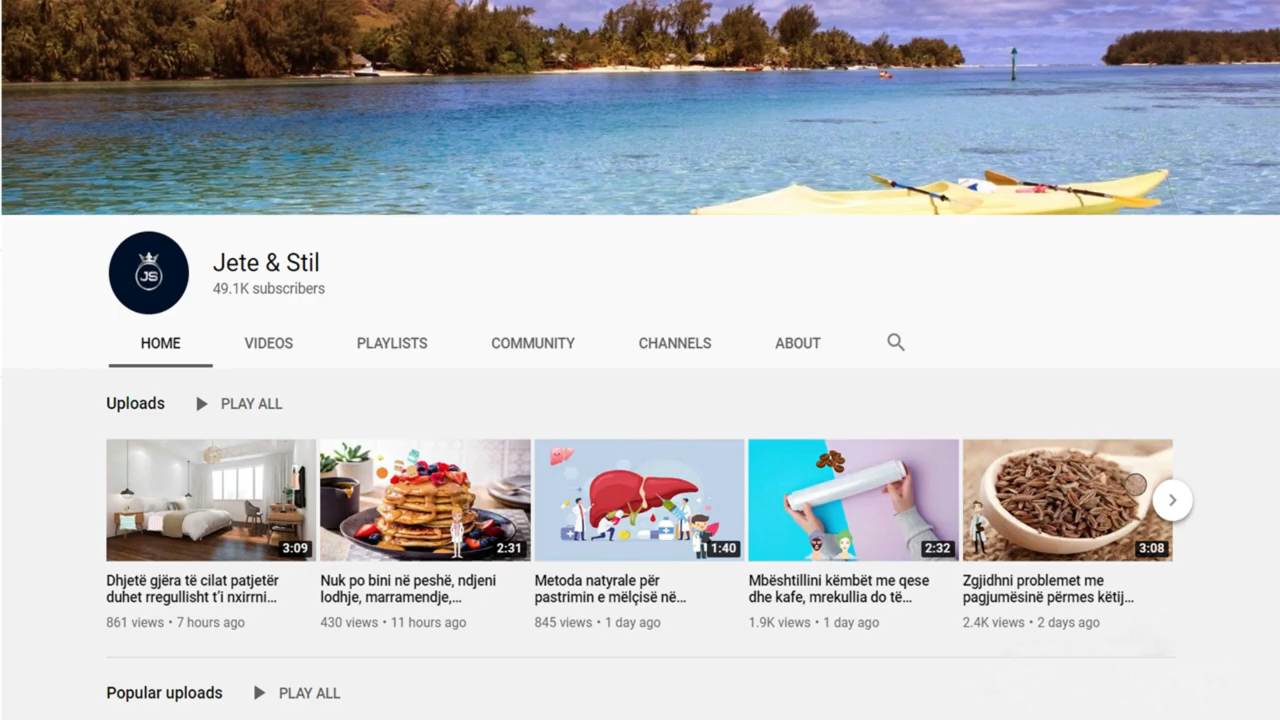 JS
Jete & Stil
49.1K subscribers
HOME VIDEOS PLAYLISTS COMMUNITY CHANNELS ABOUT
Uploads PLAY ALL
3:09 2:31 1:40 2:32 3:08
Dhjetë gjëra të cilat patjetër
duhet rregullisht t'i nxirrni...
861 views • 7 hours ago
Nuk po bini në peshë, ndjeni
lodhje, marramendje,...
430 views • 11 hours ago
Metoda natyrale për
pastrimin e mëlçisë në...
845 views • 1 day ago
Mbështillini këmbët me qese
dhe kafe, mrekullia do të...
1.9K views • 1 day ago
Zgjidhni problemet me
pagjumësinë përmes këtij...
2.4K views • 2 days ago
Popular uploads PLAY ALL